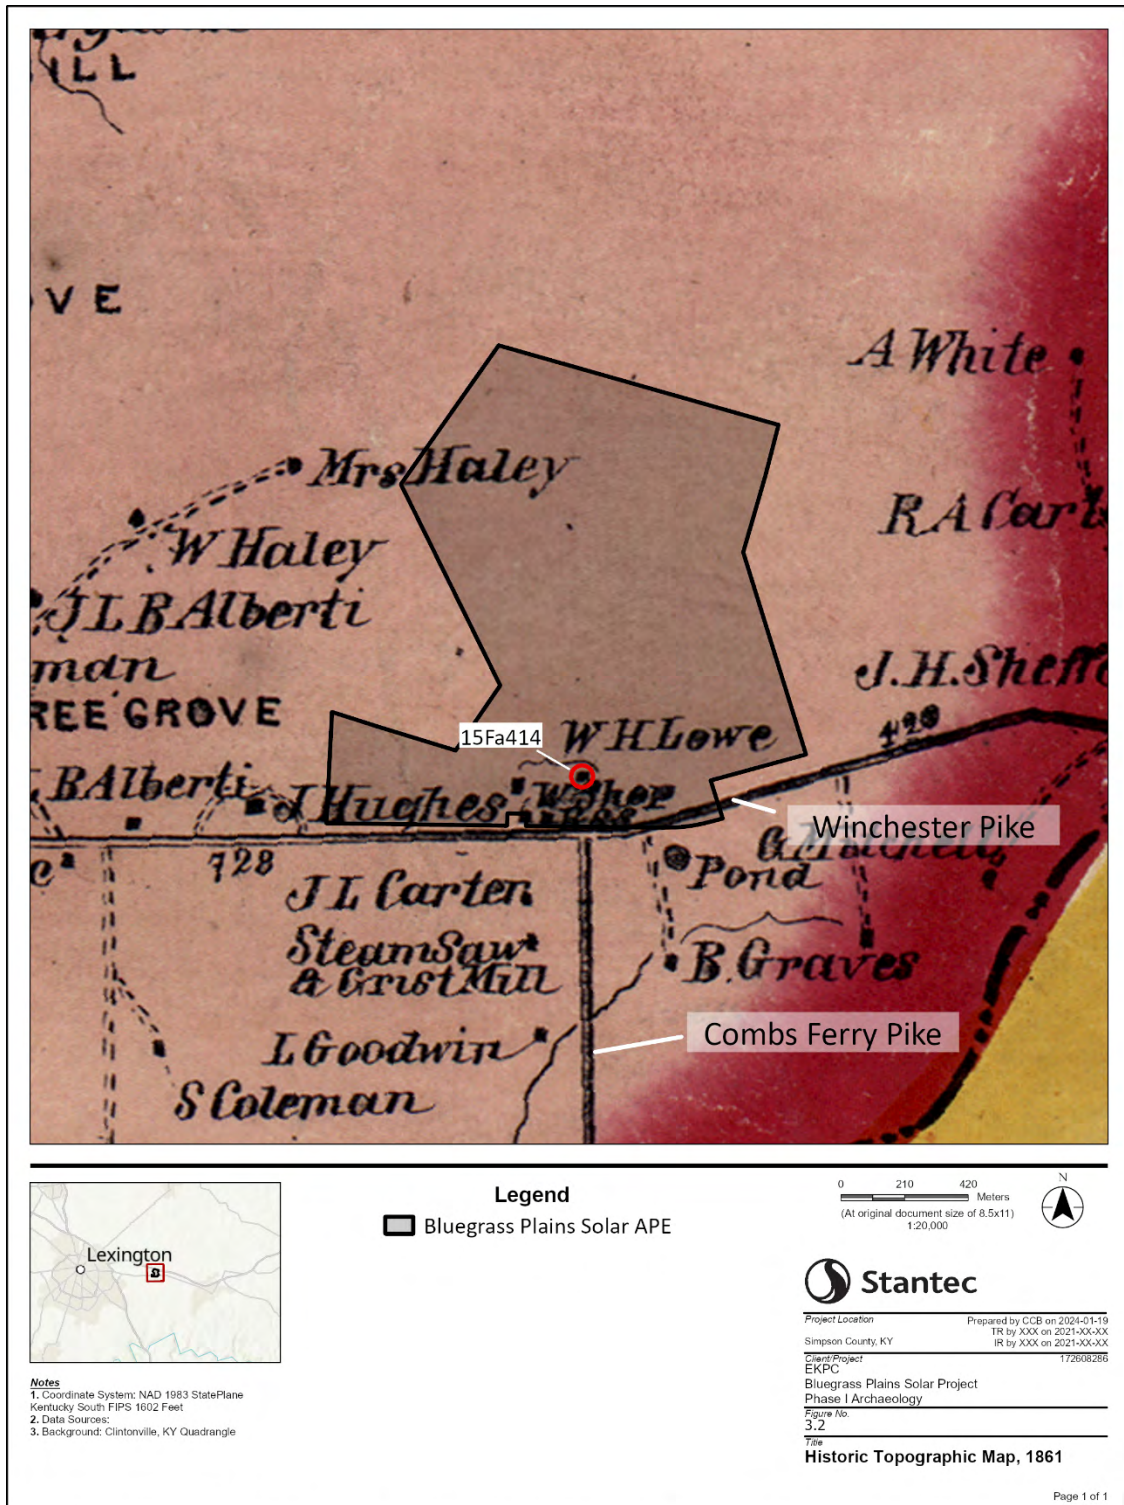 ILL
OVE
A White
Mrs Haley
R A Cart
W Haley
J L B Alberti
man
J.H. Sheff
REE GROVE
428
15Fa414
W H Lowe
B Alberti
J Hughes
W. Shop
Winchester Pike
728
Pond
J L Carter
Steam Saw
& Grist Mill
B. Graves
Combs Ferry Pike
L Goodwin
S Coleman
Legend
Bluegrass Plains Solar APE
0 210 420
Meters
(At original document size of 8.5x11)
1:20,000
N
Lexington
Stantec
Project Location
Simpson County, KY
Prepared by CCB on 2024-01-19
TR by XXX on 2021-XX-XX
IR by XXX on 2021-XX-XX
Client/Project 172608286
EKPC
Bluegrass Plains Solar Project
Phase I Archaeology
Figure No.
3.2
Title
Historic Topographic Map, 1861
Notes
1. Coordinate System: NAD 1983 StatePlane
Kentucky South FIPS 1602 Feet
2. Data Sources:
3. Background: Clintonville, KY Quadrangle
Page 1 of 1